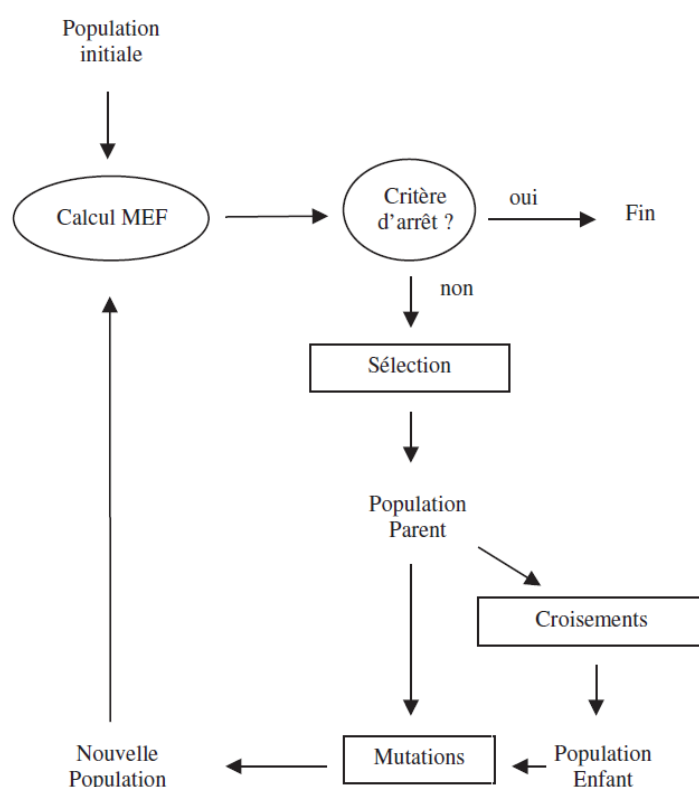 Population
initiale
Calcul MEF
Critère
d'arrêt ?
oui
Fin
non
Sélection
Population
Parent
Croisements
Nouvelle
Population
Mutations
Population
Enfant